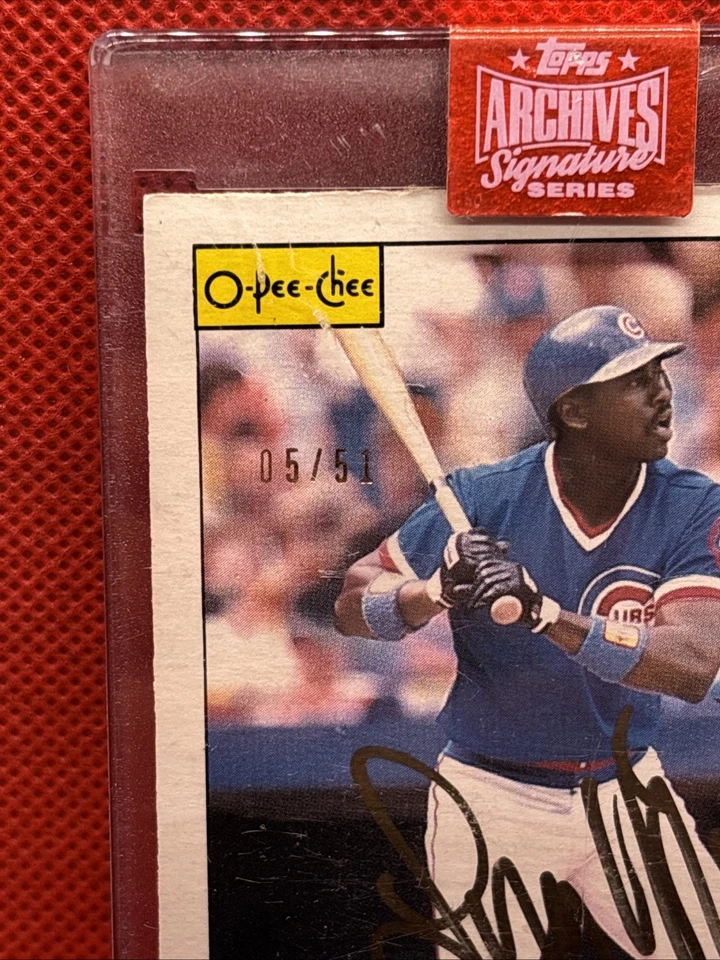 Topps
ARCHIVES
Signature
SERIES
O-Pee-Chee
C
05/51
CUBS